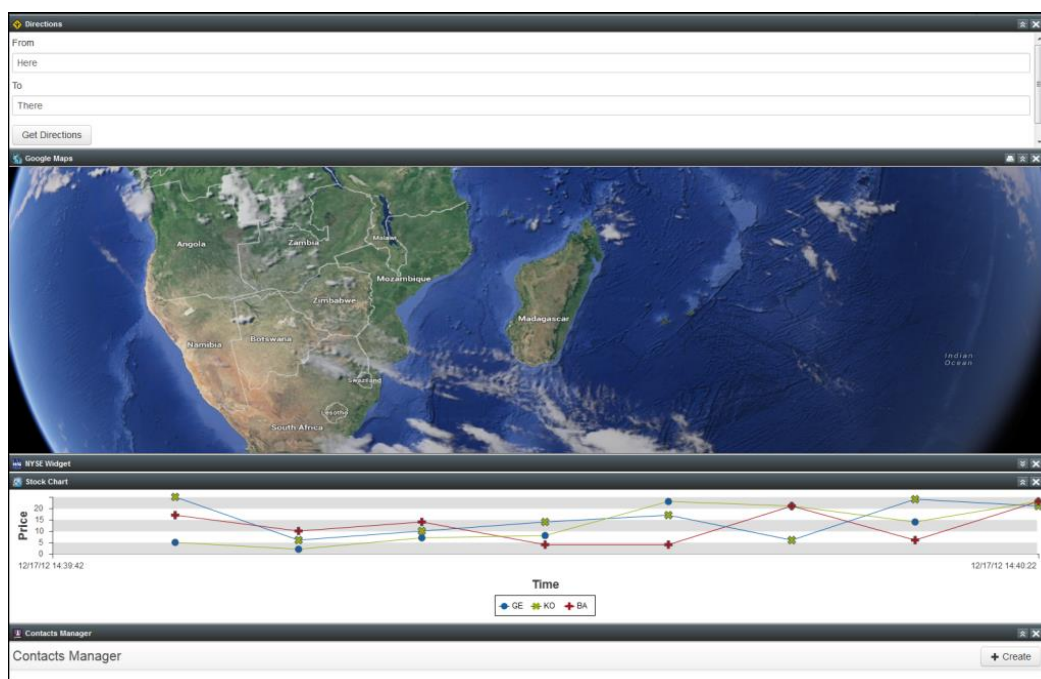 Directions
From
Here
To
There
Get Directions
Google Maps
Angola
Zambia
Malawi
Mozambique
Zimbabwe
Madagascar
Namibia
Botswana
Indian
Ocean
Swaziland
Lesotho
South Africa
NYSE Widget
Stock Chart
Price
20
15
10
5
0
12/17/12 14:39:42
12/17/12 14:40:22
Time
GE KO BA
Contacts Manager
Contacts Manager
Create